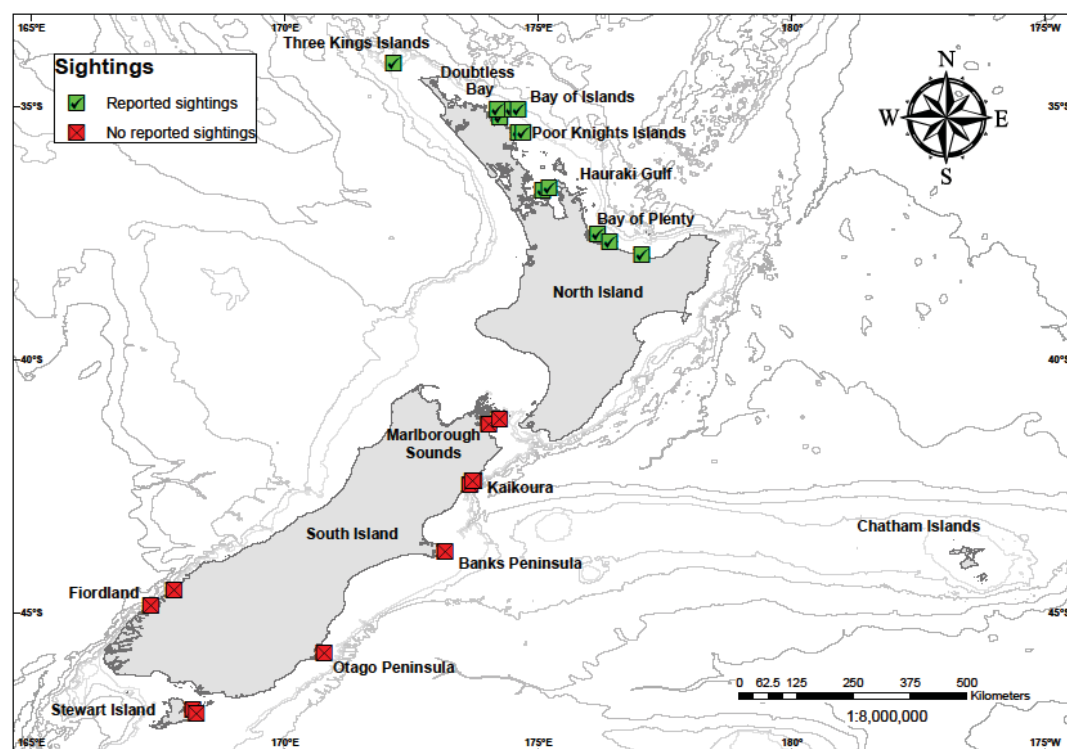 165°E
170°E
175°E
180°
175°W
Three Kings Islands
Sightings
Doubtless
Bay
Reported sightings
Bay of Islands
35°S
35°S
No reported sightings
Poor Knights Islands
N
W
E
S
Hauraki Gulf
Bay of Plenty
North Island
40°S
40°S
Marlborough
Sounds
Kaikoura
South Island
Chatham Islands
Banks Peninsula
Fiordland
45°S
45°S
Otago Peninsula
Stewart Island
0 62.5 125 250 375 500
Kilometers
1:8,000,000
165°E
170°E
175°E
180°
175°W